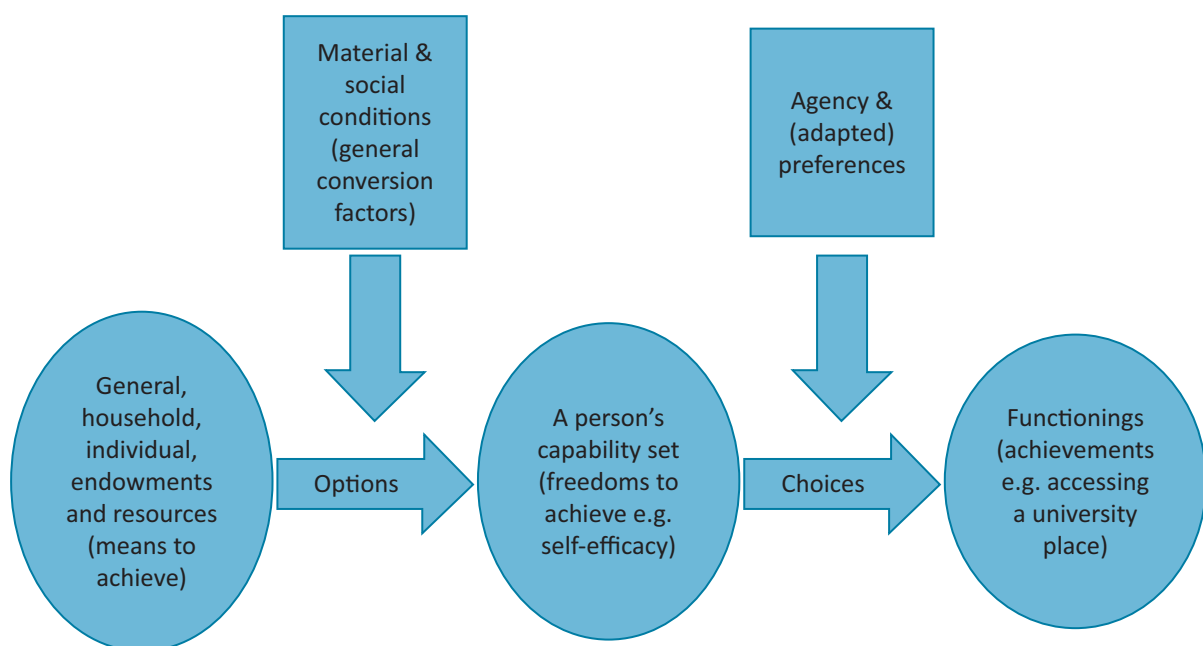 Material &
social
conditions
(general
conversion
factors)
Agency &
(adapted)
preferences
General,
household,
individual,
endowments
and resources
(means to
achieve)
Options
A person’s
capability set
(freedoms to
achieve e.g.
self-efficacy)
Choices
Functionings
(achievements
e.g. accessing
a university
place)